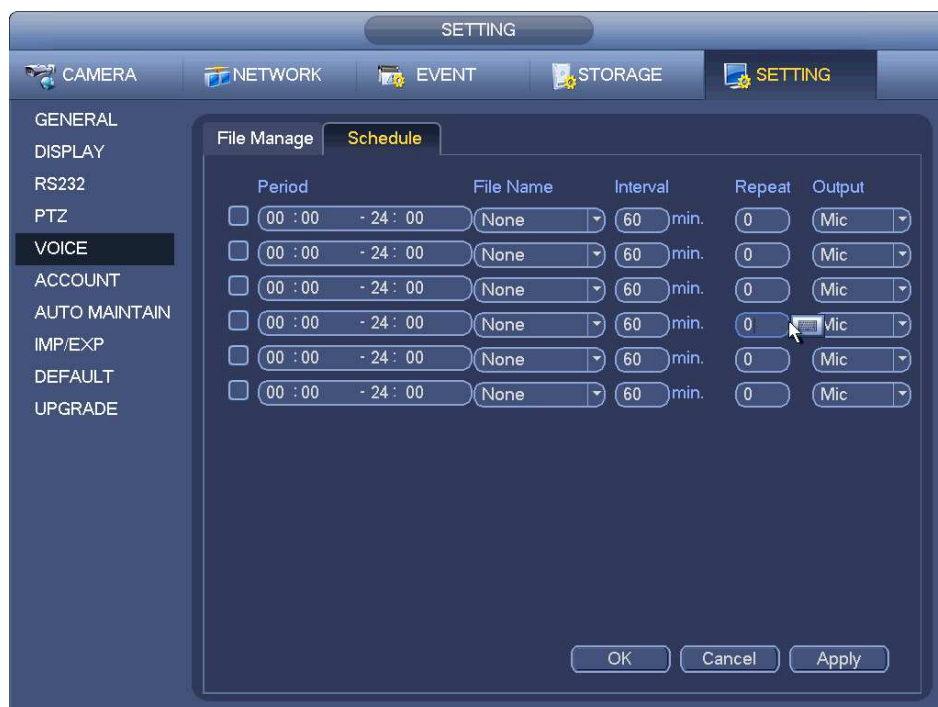 SETTING
CAMERA NETWORK EVENT STORAGE SETTING
GENERAL
DISPLAY
RS232
PTZ
VOICE
ACCOUNT
AUTO MAINTAIN
IMP/EXP
DEFAULT
UPGRADE
File Manage Schedule
Period File Name Interval Repeat Output
00 :00 - 24: 00 None 60 min. 0 Mic
00 :00 - 24: 00 None 60 min. 0 Mic
00 :00 - 24: 00 None 60 min. 0 Mic
00 :00 - 24: 00 None 60 min. 0 Mic
00 :00 - 24: 00 None 60 min. 0 Mic
00 :00 - 24: 00 None 60 min. 0 Mic
OK Cancel Apply